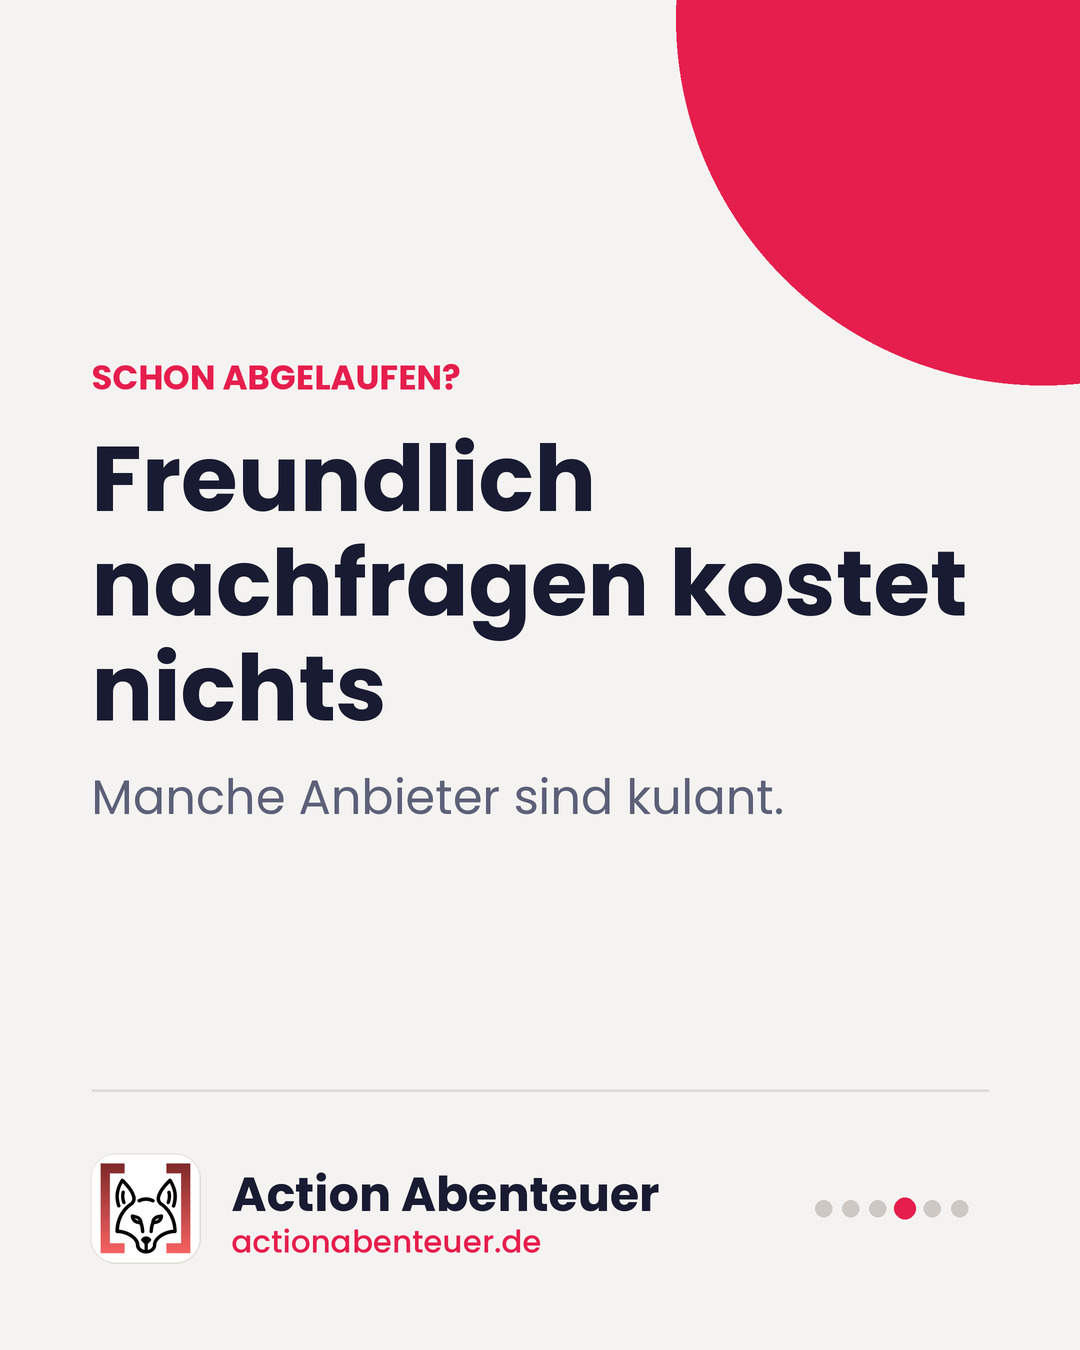 SCHON ABGELAUFEN?
Freundlich
nachfragen kostet
nichts
Manche Anbieter sind kulant.
Action Abenteuer
actionabenteuer.de